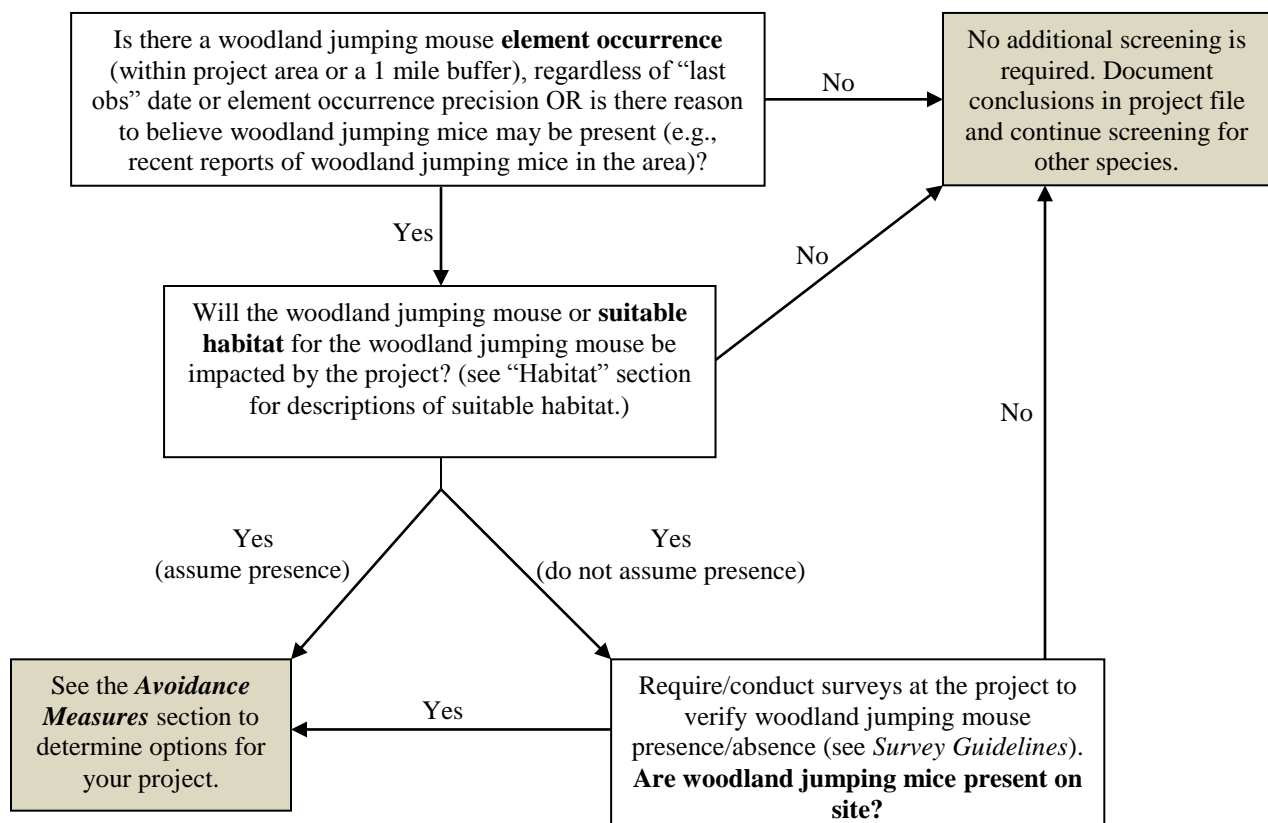 Is there a woodland jumping mouse element occurrence
(within project area or a 1 mile buffer), regardless of “last
obs” date or element occurrence precision OR is there reason
to believe woodland jumping mice may be present (e.g.,
recent reports of woodland jumping mice in the area)?
No
No additional screening is
required. Document
conclusions in project file
and continue screening for
other species.
Yes
No
Will the woodland jumping mouse or suitable
habitat for the woodland jumping mouse be
impacted by the project? (see “Habitat” section
for descriptions of suitable habitat.)
No
Yes
(assume presence)
Yes
(do not assume presence)
See the Avoidance
Measures section to
determine options for
your project.
Yes
Require/conduct surveys at the project to
verify woodland jumping mouse
presence/absence (see Survey Guidelines).
Are woodland jumping mice present on
site?